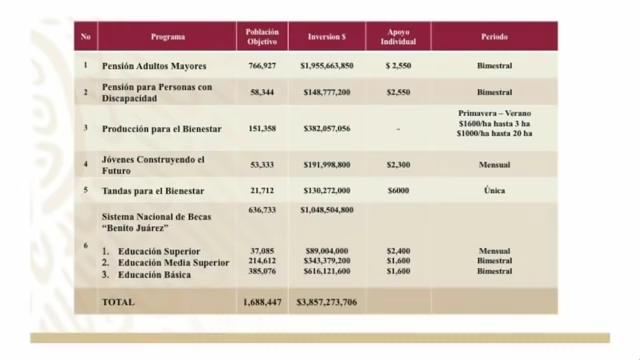 No Programa Población Objetivo Inversion $ Apoyo Individual Periodo
1 Pensión Adultos Mayores 766,927 $1,955,663,850 $ 2,550 Bimestral
2 Pensión para Personas con Discapacidad 58,344 $148,777,200 $2,550 Bimestral
3 Producción para el Bienestar 151,358 $382,057,056 - Primavera – Verano
$1600/ha hasta 3 ha
$1000/ha hasta 20 ha
4 Jóvenes Construyendo el Futuro 53,333 $191,998,800 $2,300 Mensual
5 Tandas para el Bienestar 21,712 $130,272,000 $6000 Única
6 Sistema Nacional de Becas “Benito Juárez” 636,733 $1,048,504,800
1. Educación Superior 37,085 $89,004,000 $2,400 Mensual
2. Educación Media Superior 214,612 $343,379,200 $1,600 Bimestral
3. Educación Básica 385,076 $616,121,600 $1,600 Bimestral
TOTAL 1,688,447 $3,857,273,706